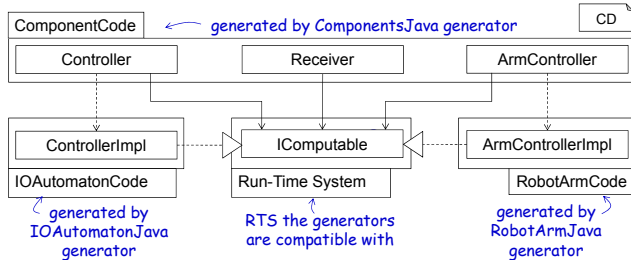 ComponentCode
generated by ComponentsJava generator
CD
Controller
Receiver
ArmController
ControllerImpl
IComputable
ArmControllerImpl
IOAutomatonCode
Run-Time System
RobotArmCode
generated by
IOAutomatonJava
generator
RTS the generators
are compatible with
generated by
RobotArmJava
generator